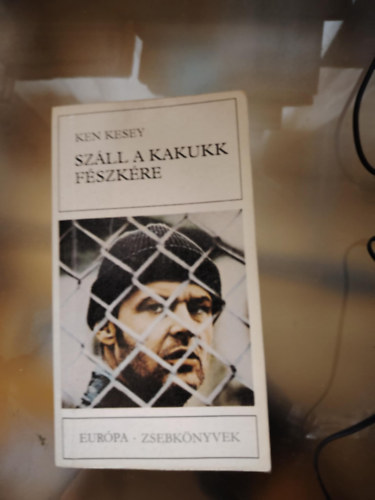 KEN KESEY
SZÁLL A KAKUKK
FÉSZKÉRE
EURÓPA · ZSEBKÖNYVEK